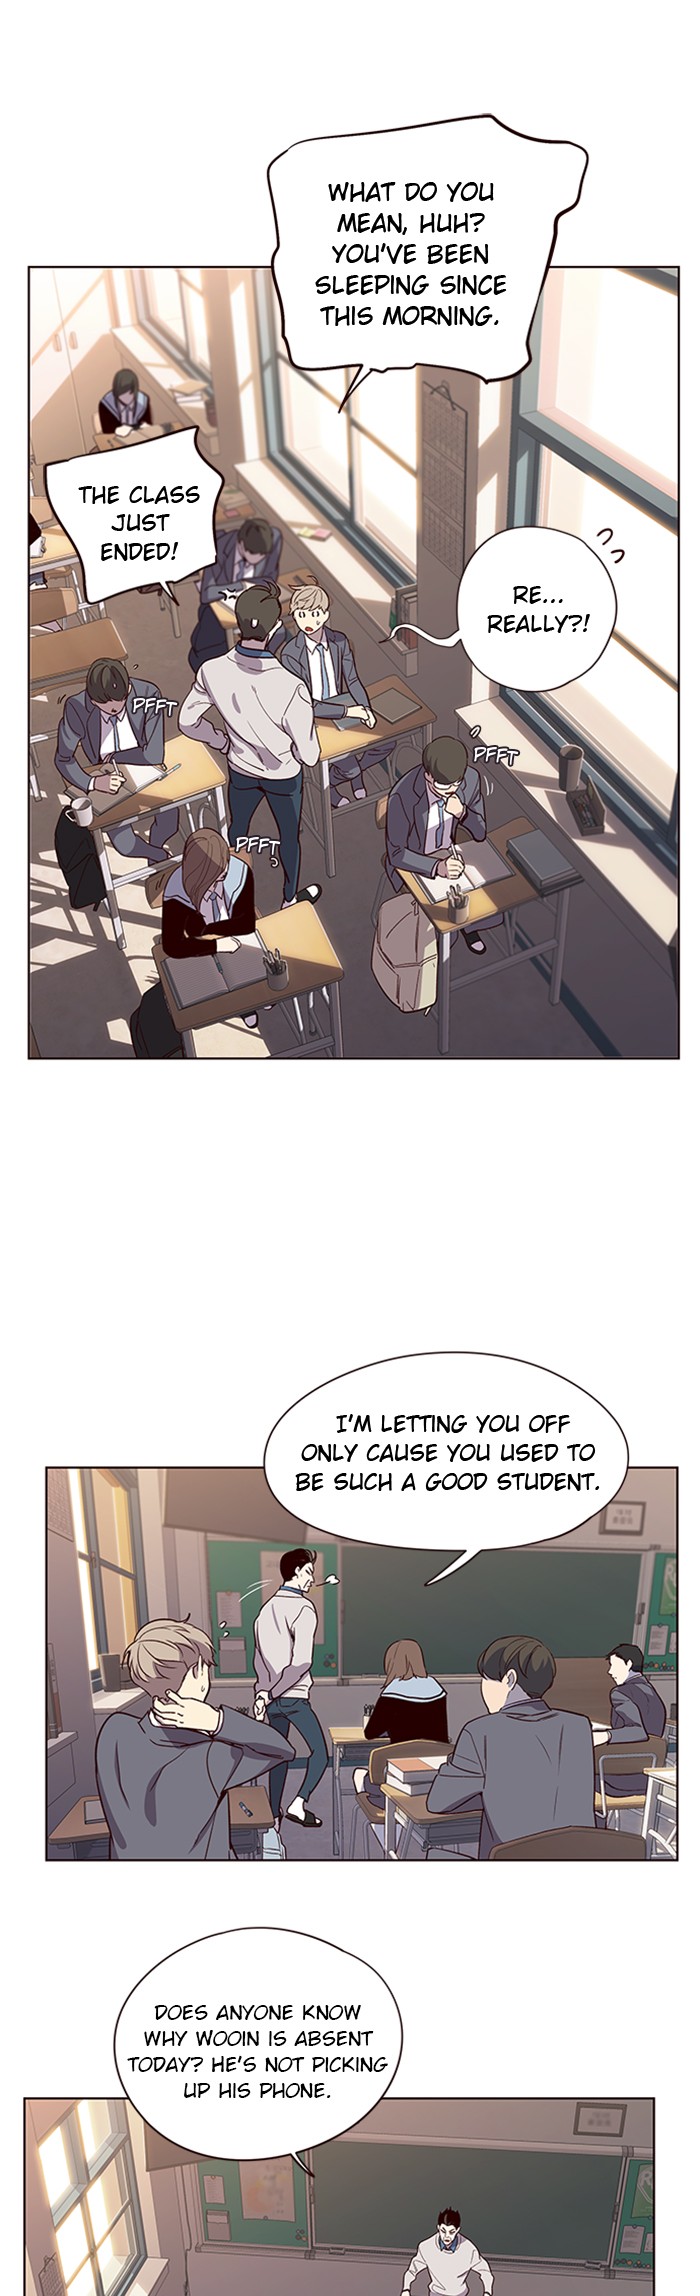 WHAT DO YOU
MEAN, HUH?
YOU'VE BEEN
SLEEPING SINCE
THIS MORNING.
THE CLASS
JUST
ENDED!
RE...
REALLY?!
PFFT
PFFT
PFFT
I'M LETTING YOU OFF
ONLY CAUSE YOU USED TO
BE SUCH A GOOD STUDENT.
DOES ANYONE KNOW
WHY WOOIN IS ABSENT
TODAY? HE'S NOT PICKING
UP HIS PHONE.